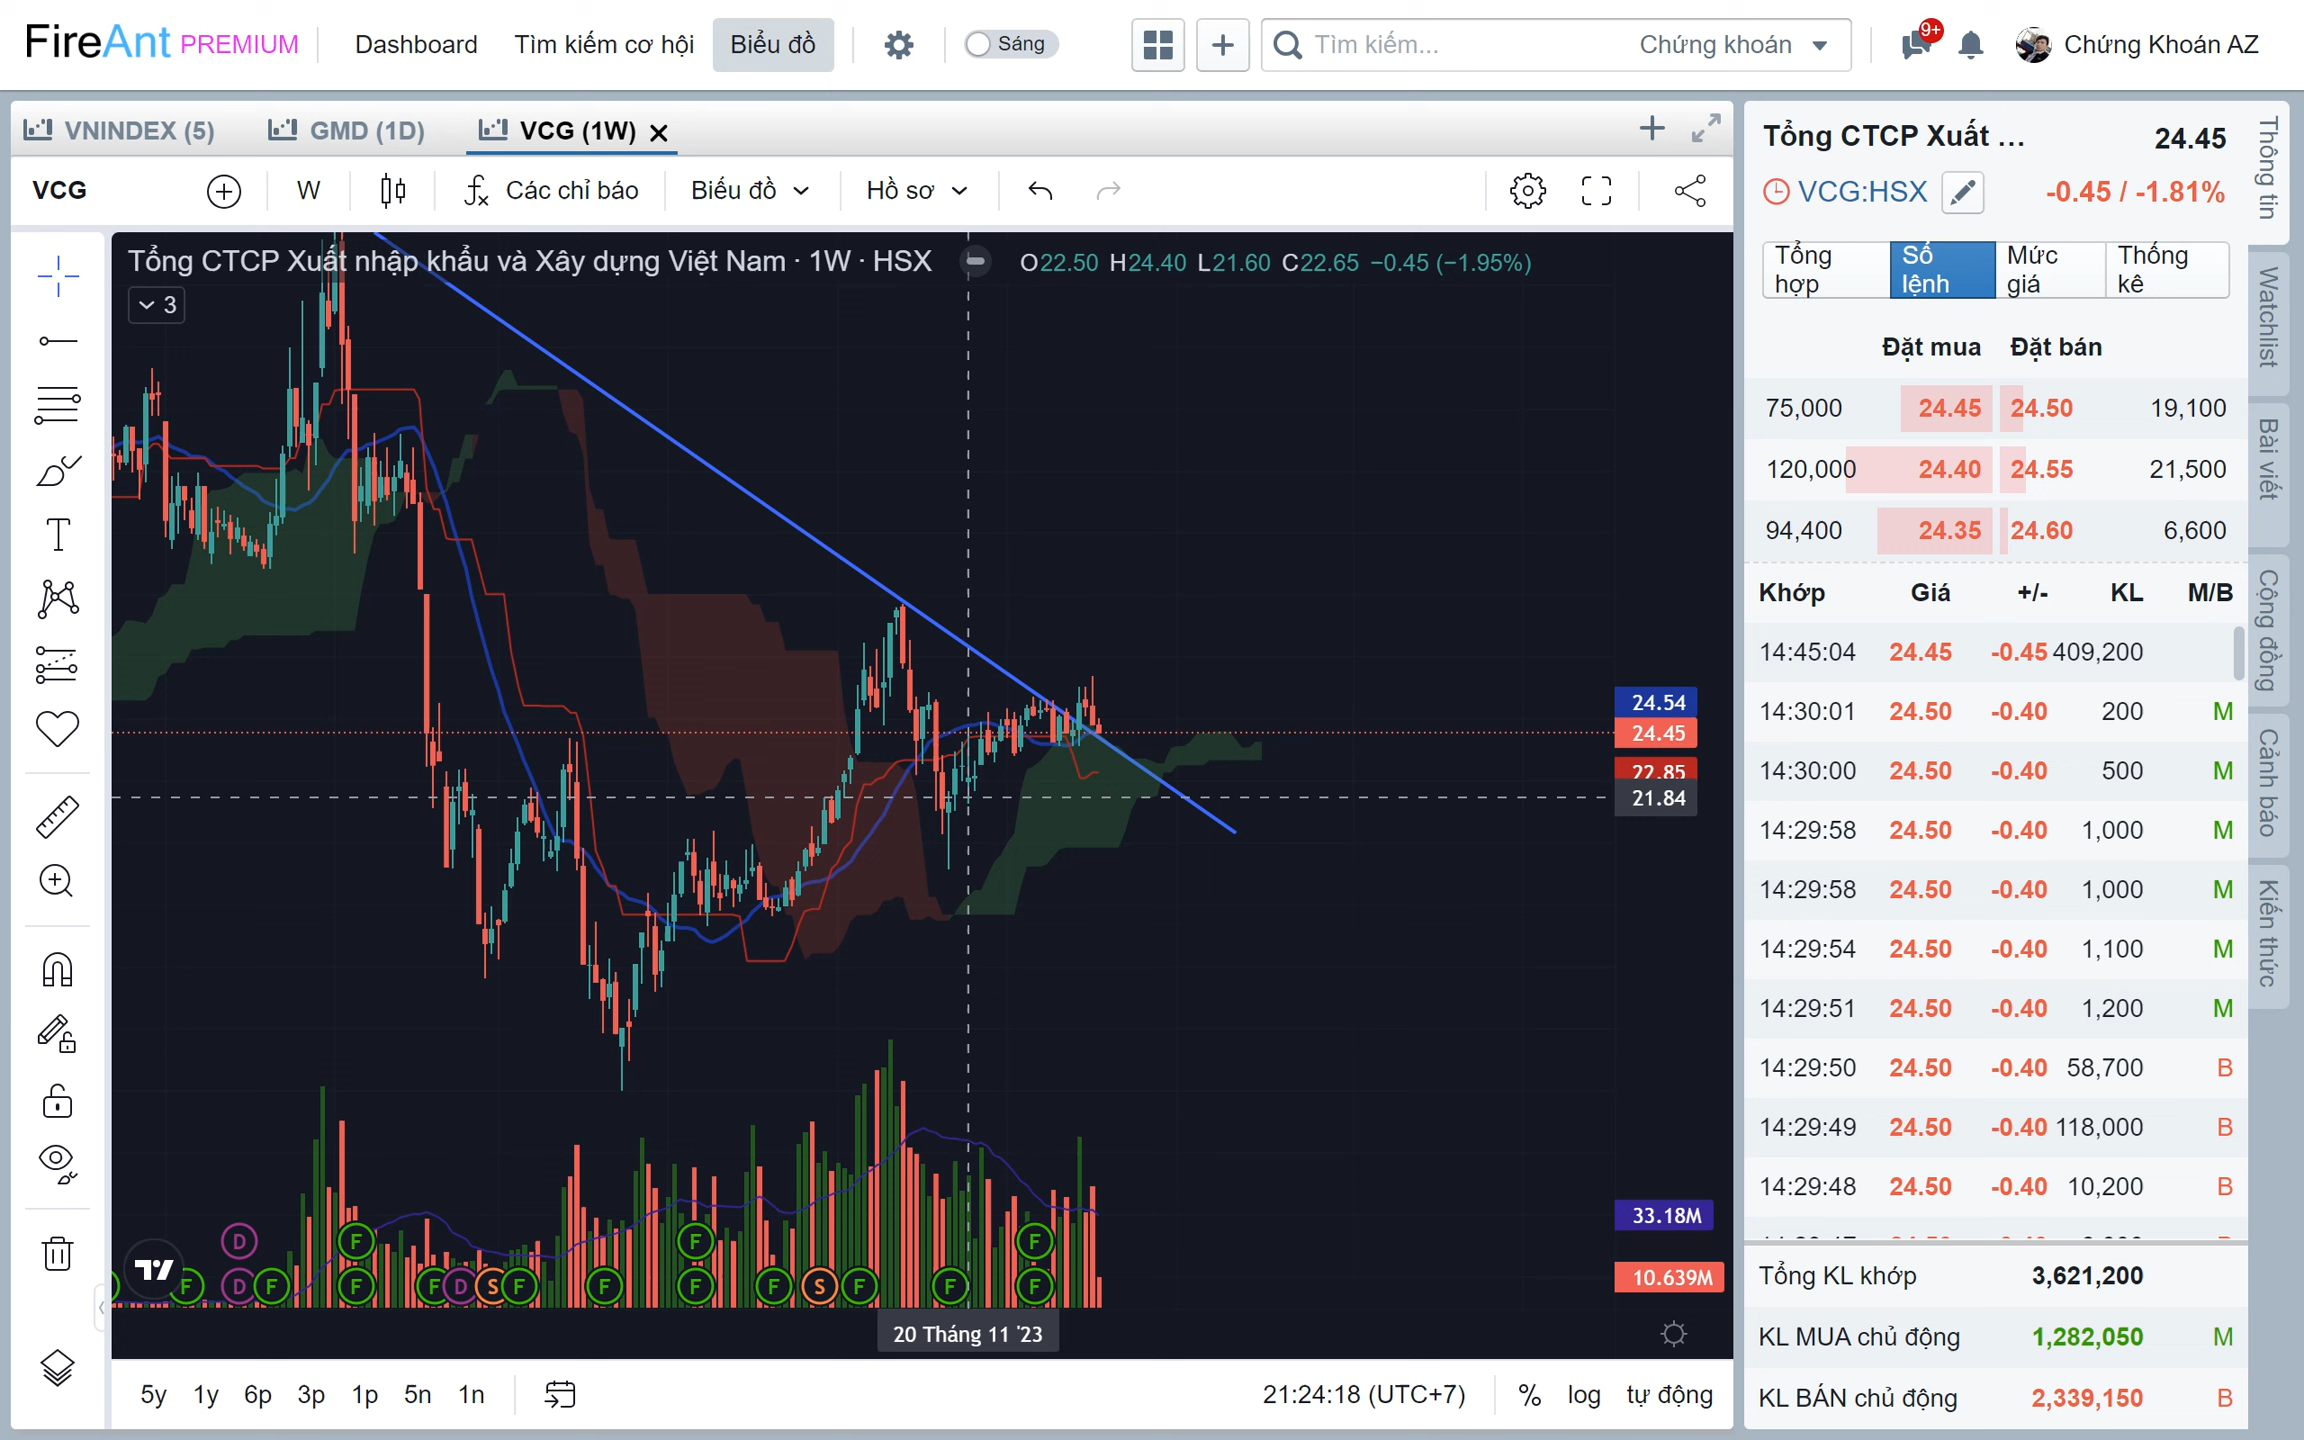 FireAnt PREMIUM Dashboard Tìm kiếm cơ hội Biểu đồ Sáng Tìm kiếm... Chứng khoán 9+ Chứng Khoán AZ
VNINDEX (5) GMD (1D) VCG (1W)
VCG W Các chỉ báo Biểu đồ Hồ sơ
Tổng CTCP Xuất nhập khẩu và Xây dựng Việt Nam · 1W · HSX O22.50 H24.40 L21.60 C22.65 −0.45 (−1.95%)
3
24.54
24.45
22.85
21.84
33.18M
10.639M
D F F F
F D F F F D S F F F F S F F F
20 Tháng 11 '23
5y 1y 6p 3p 1p 5n 1n 21:24:18 (UTC+7) % log tự động
Tổng CTCP Xuất ... 24.45
VCG:HSX -0.45 / -1.81%
Tổng hợp Sổ lệnh Mức giá Thống kê
Đặt mua Đặt bán
75,000 24.45 24.50 19,100
120,000 24.40 24.55 21,500
94,400 24.35 24.60 6,600
Khớp Giá +/- KL M/B
14:45:04 24.45 -0.45 409,200
14:30:01 24.50 -0.40 200 M
14:30:00 24.50 -0.40 500 M
14:29:58 24.50 -0.40 1,000 M
14:29:58 24.50 -0.40 1,000 M
14:29:54 24.50 -0.40 1,100 M
14:29:51 24.50 -0.40 1,200 M
14:29:50 24.50 -0.40 58,700 B
14:29:49 24.50 -0.40 118,000 B
14:29:48 24.50 -0.40 10,200 B
Tổng KL khớp 3,621,200
KL MUA chủ động 1,282,050 M
KL BÁN chủ động 2,339,150 B
Thông tin
Watchlist
Bài viết
Cộng đồng
Cảnh báo
Kiến thức